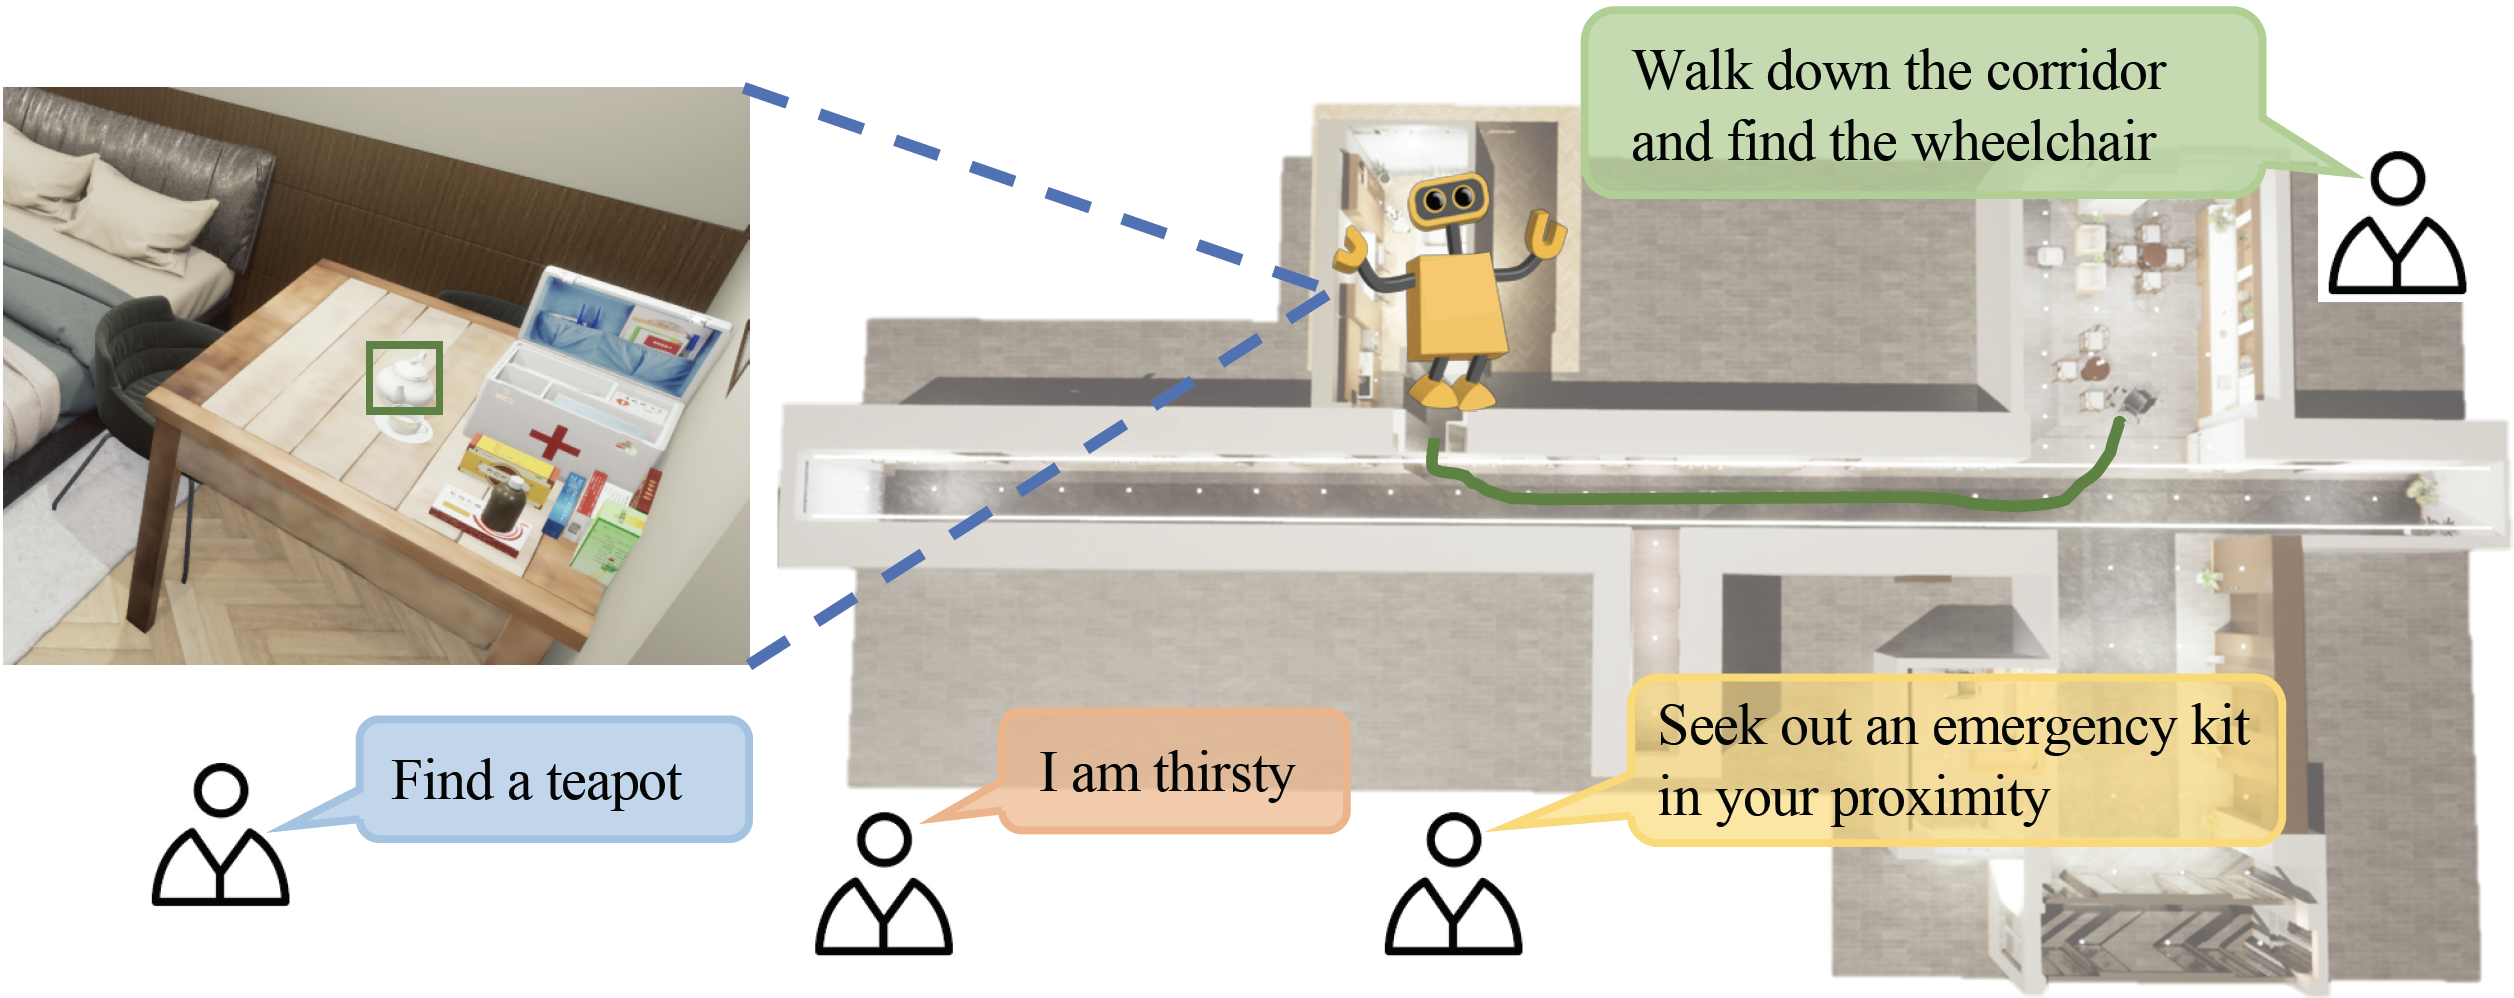 Walk down the corridor
and find the wheelchair
Find a teapot
I am thirsty
Seek out an emergency kit
in your proximity